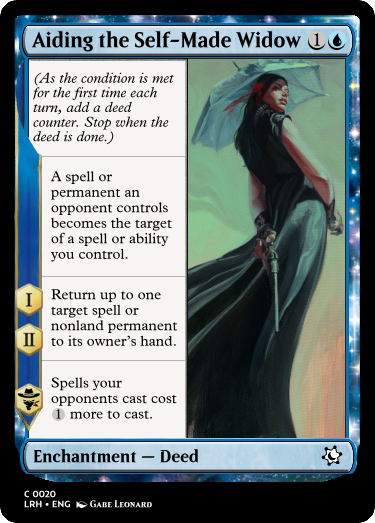 Aiding the Self-Made Widow 1
(As the condition is met
for the first time each
turn, add a deed
counter. Stop when the
deed is done.)
A spell or
permanent an
opponent controls
becomes the target
of a spell or ability
you control.
I
II
Return up to one
target spell or
nonland permanent
to its owner's hand.
Spells your
opponents cast cost
1 more to cast.
Enchantment — Deed
C 0020
LRH • ENG Gabe Leonard